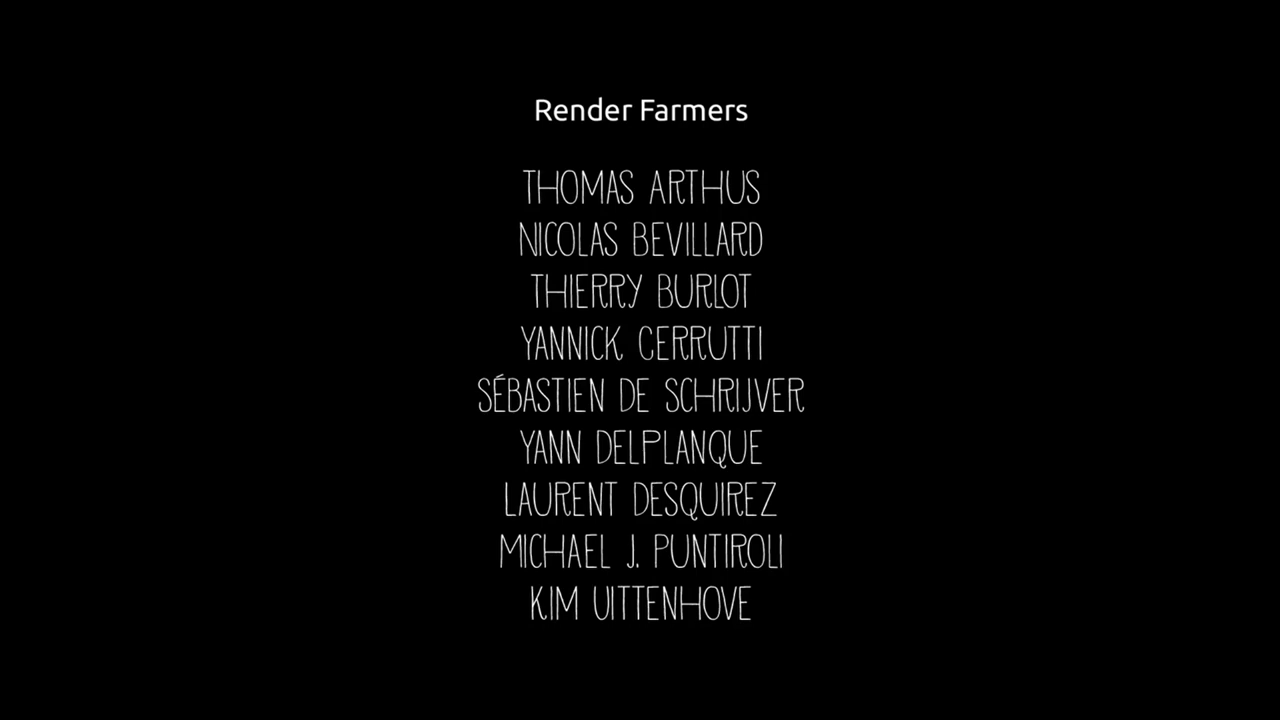 Render Farmers
THOMAS ARTHUS
NICOLAS BEVILLARD
THIERRY BURLOT
YANNICK CERRUTTI
SÉBASTIEN DE SCHRIJVER
YANN DELPLANQUE
LAURENT DESQUIREZ
MICHAEL J. PUNTIROLI
KIM UITTENHOVE